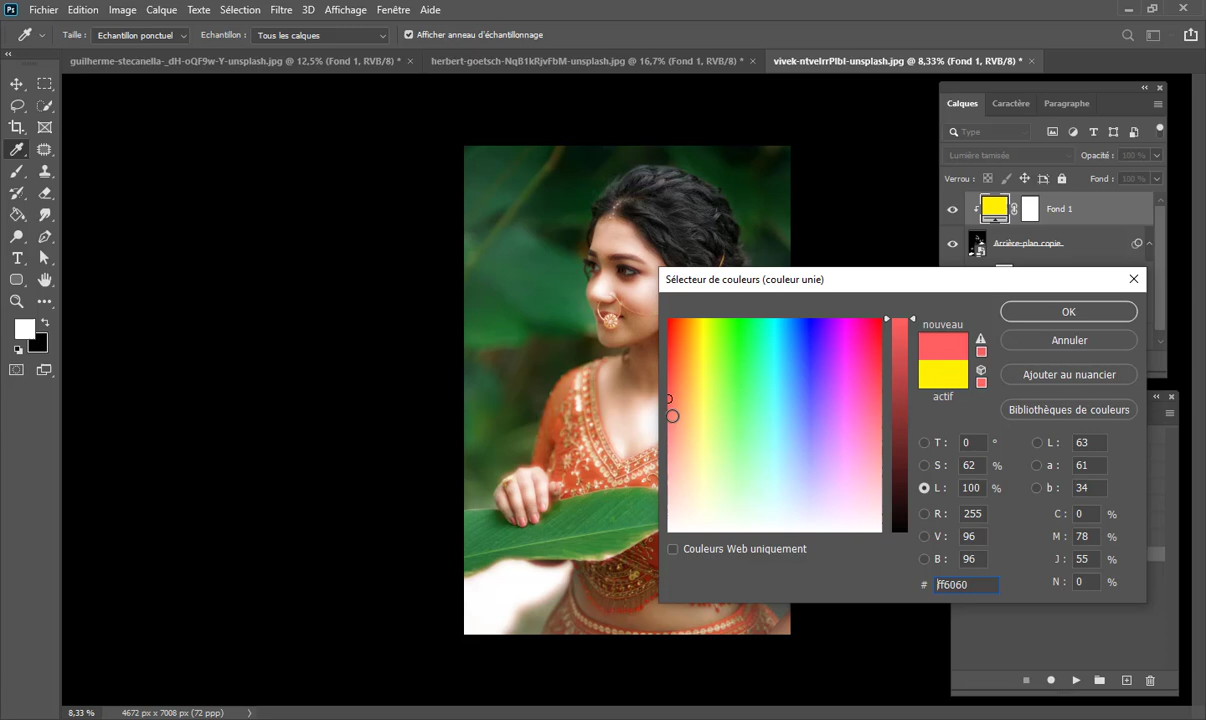 Ps Fichier Edition Image Calque Texte Sélection Filtre 3D Affichage Fenêtre Aide
Taille : Echantillon ponctuel Echantillon : Tous les calques Afficher anneau d'échantillonnage
guilherme-stecanella-_dH-oQF9w-Y-unsplash.jpg @ 12,5% (Fond 1, RVB/8) * × herbert-goetsch-NqB1kRjvFbM-unsplash.jpg @ 16,7% (Fond 1, RVB/8) * × vivek-ntveIrrPlbI-unsplash.jpg @ 8,33% (Fond 1, RVB/8) * ×
Calques Caractère Paragraphe
Type
Lumière tamisée Opacité : 100 %
Verrou : Fond : 100 %
Fond 1
Arrière-plan copie
Sélecteur de couleurs (couleur unie)
nouveau
actif
OK
Annuler
Ajouter au nuancier
Bibliothèques de couleurs
T : 0 ° L : 63
S : 62 % a : 61
L : 100 % b : 34
R : 255 C : 0 %
V : 96 M : 78 %
B : 96 J : 55 %
# ff6060 N : 0 %
Couleurs Web uniquement
8,33 % 4672 px x 7008 px (72 ppp)